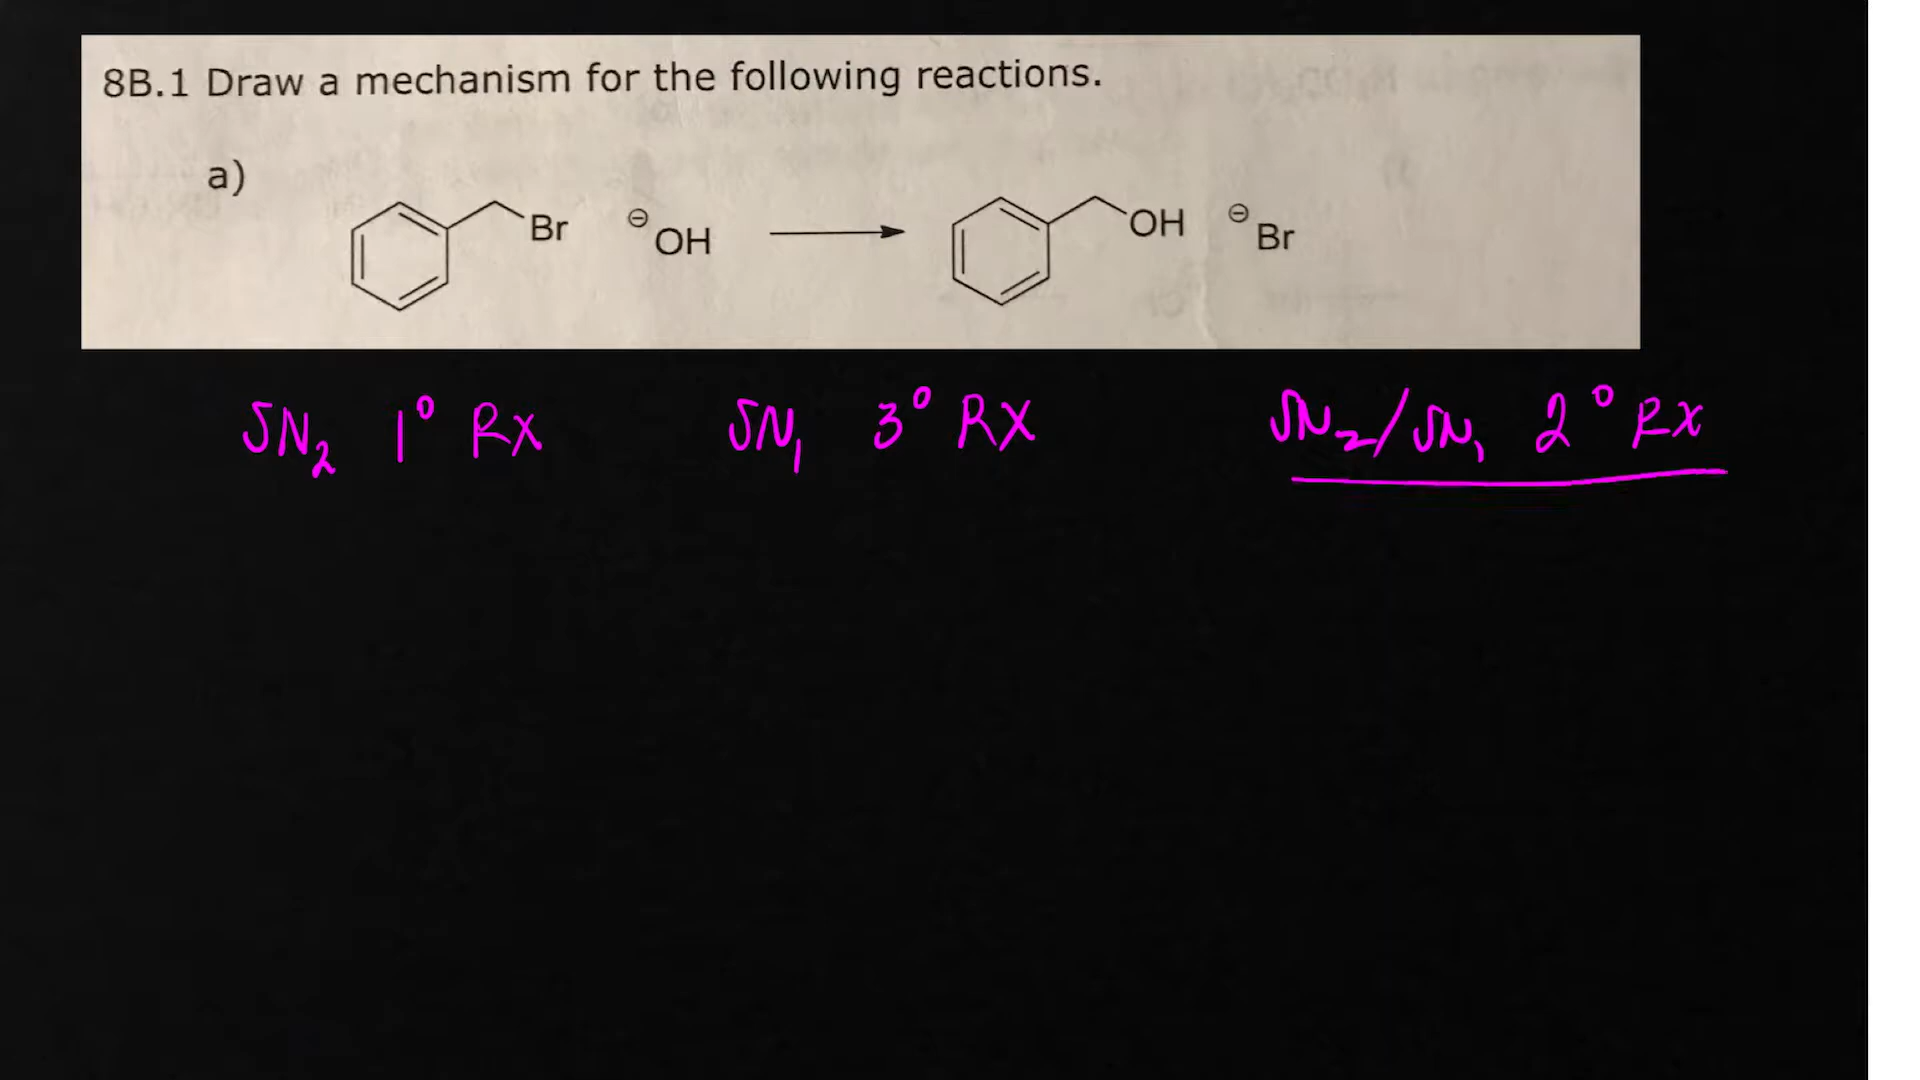 8B.1 Draw a mechanism for the following reactions.
a)
Br ⊖OH OH ⊖Br
SN2 1° RX SN1 3° RX SN2/SN1 2° RX